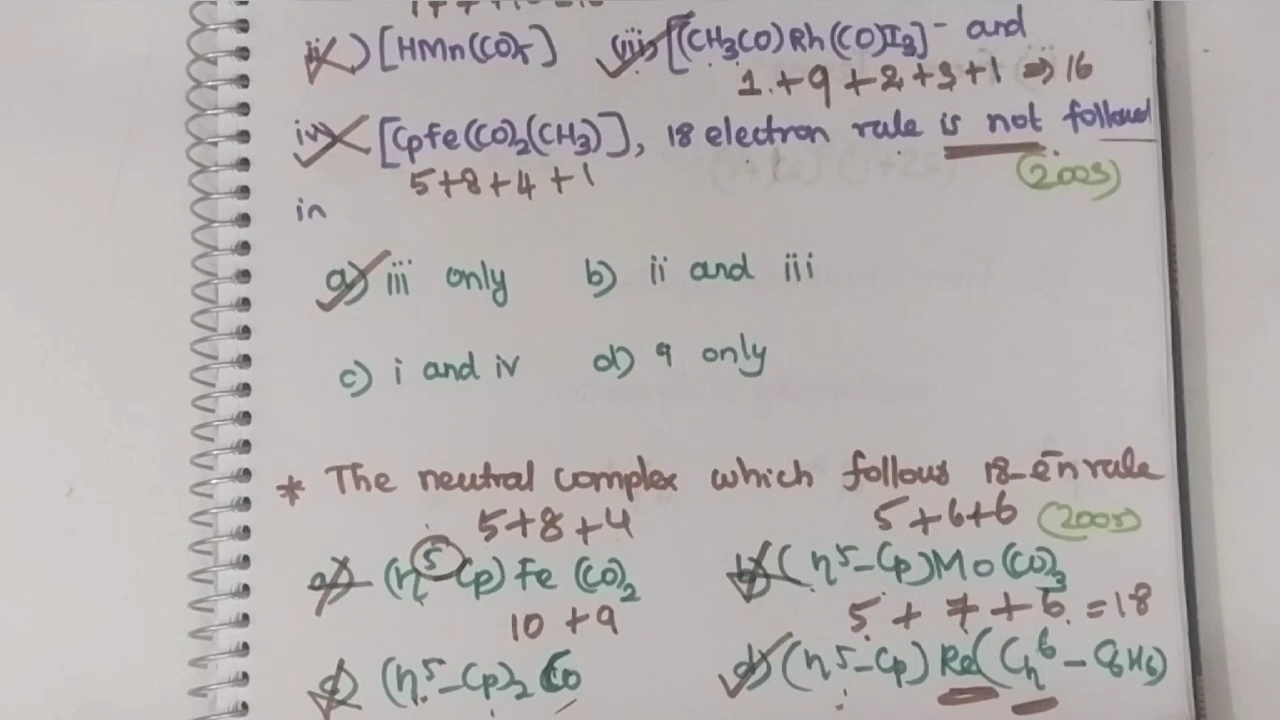 ii) [HMn(CO)5] (iii) [(CH3CO)Rh(CO)I3]⁻ and
1 + 9 + 2 + 3 + 1 ⇒ 16
iv) [CpFe(CO)2(CH3)], 18 electron rule is not followed
5+8+4+1 (2005)
in
a) iii only b) ii and iii
c) i and iv d) 9 only
* The neutral complex which follows 18-ēn rule
5+8+4 5+6+6 (2005)
a) (η⁵-Cp) Fe (CO)2 b) (η⁵-Cp) Mo (CO)3
10 + 9 5 + 7 + 6 = 18
c) (η⁵-Cp)2 Co d) (η⁵-Cp) Re (η⁶ - C6H6)